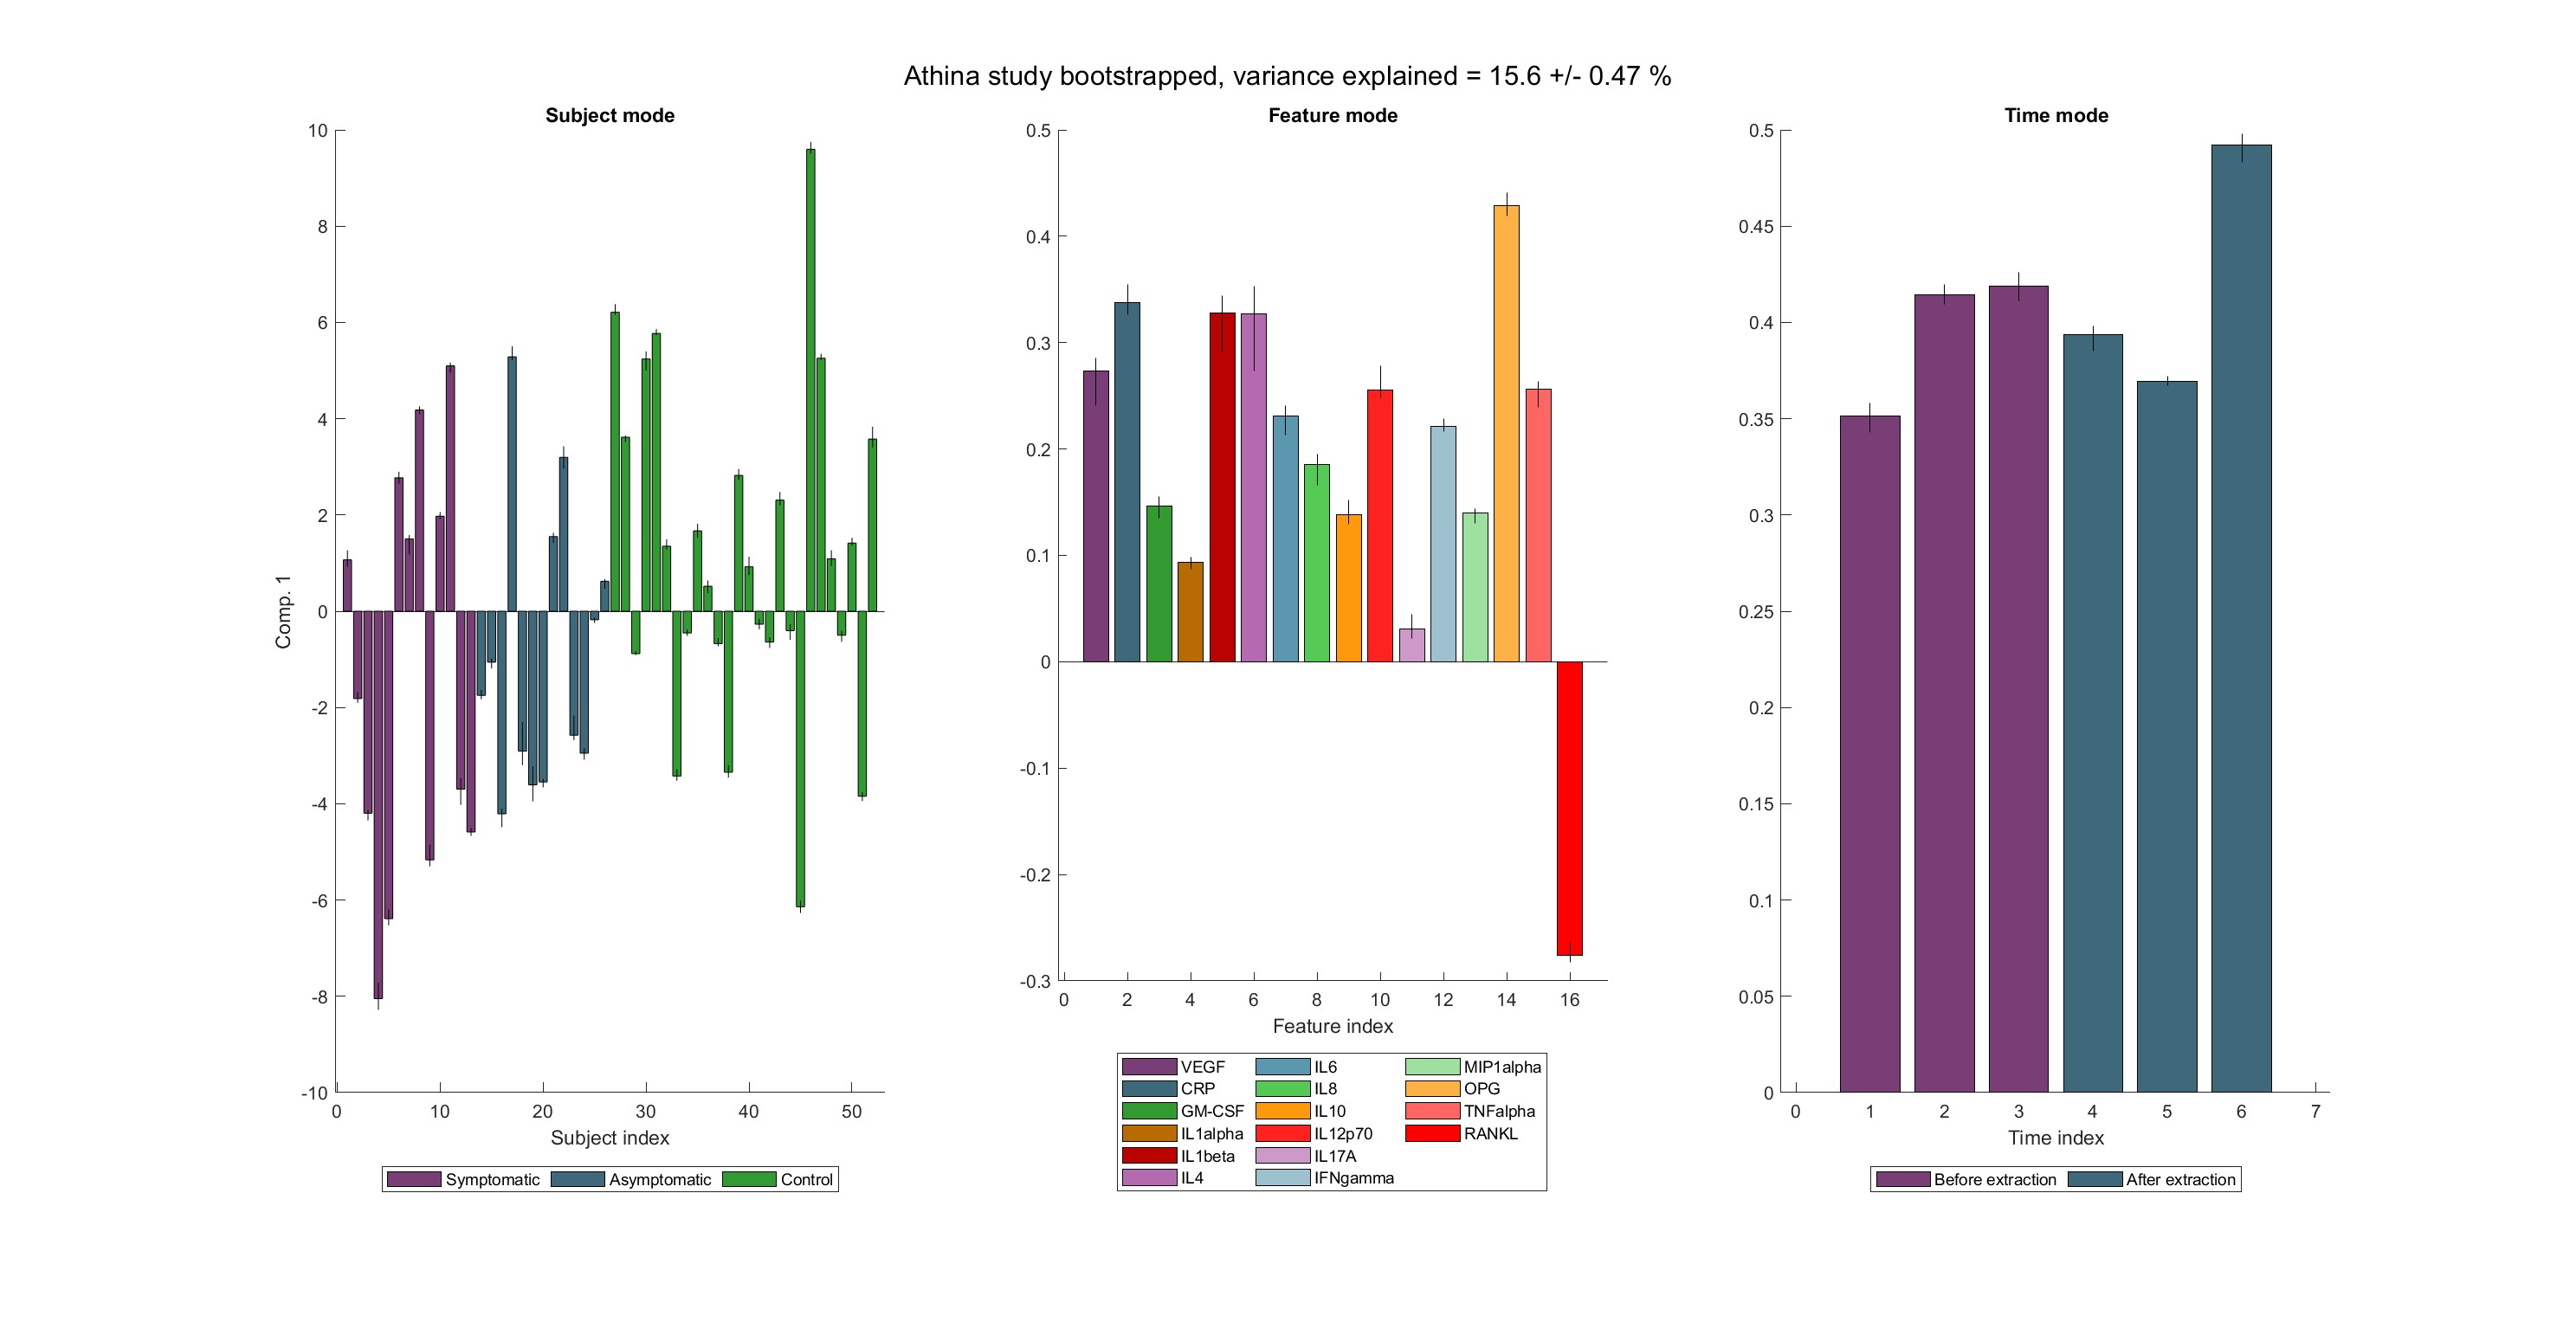 Athina study bootstrapped, variance explained = 15.6 +/- 0.47 %
Subject mode
Comp. 1
10
8
6
4
2
0
-2
-4
-6
-8
-10
0 10 20 30 40 50
Subject index
Symptomatic Asymptomatic Control
Feature mode
0.5
0.4
0.3
0.2
0.1
0
-0.1
-0.2
-0.3
0 2 4 6 8 10 12 14 16
Feature index
VEGF IL6 MIP1alpha
CRP IL8 OPG
GM-CSF IL10 TNFalpha
IL1alpha IL12p70 RANKL
IL1beta IL17A
IL4 IFNgamma
Time mode
0.5
0.45
0.4
0.35
0.3
0.25
0.2
0.15
0.1
0.05
0
0 1 2 3 4 5 6 7
Time index
Before extraction After extraction